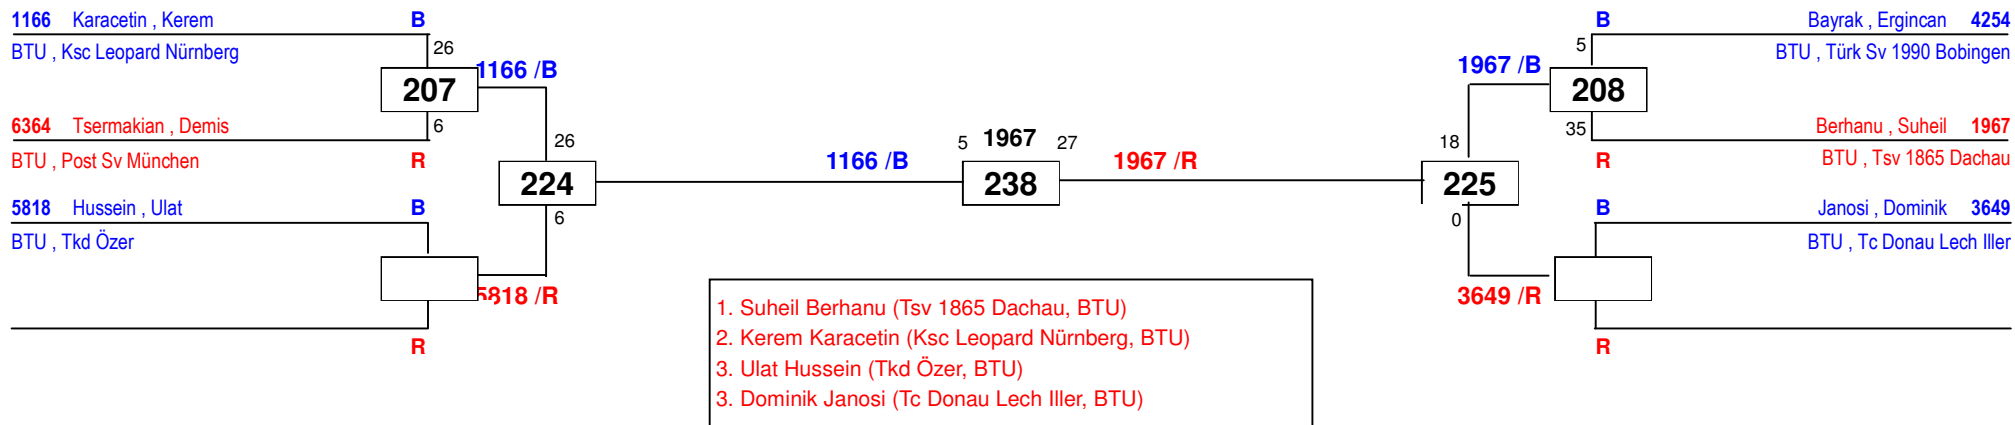 1166 Karacetin , Kerem B
BTU , Ksc Leopard Nürnberg
26
207
1166 /B
6
6364 Tsermakian , Demis
BTU , Post Sv München R
26
224
6
5818 Hussein , Ulat B
BTU , Tkd Özer
5818 /R
R
1166 /B
5 1967 27
238
1967 /R
B Bayrak , Ergincan 4254
BTU , Türk Sv 1990 Bobingen
5
1967 /B
208
35
Berhanu , Suheil 1967
R BTU , Tsv 1865 Dachau
18
225
0
B Janosi , Dominik 3649
BTU , Tc Donau Lech Iller
3649 /R
R
1. Suheil Berhanu (Tsv 1865 Dachau, BTU)
2. Kerem Karacetin (Ksc Leopard Nürnberg, BTU)
3. Ulat Hussein (Tkd Özer, BTU)
3. Dominik Janosi (Tc Donau Lech Iller, BTU)